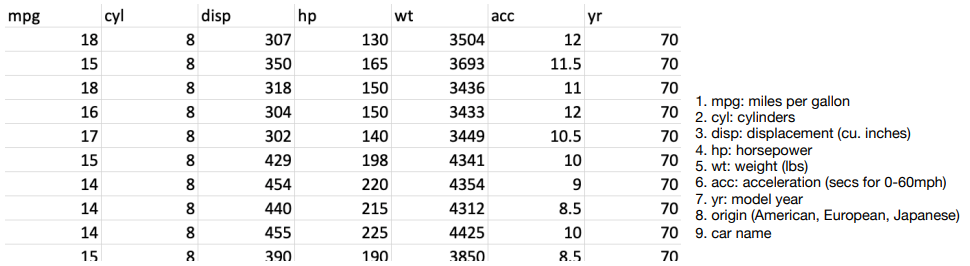 mpg cyl disp hp wt acc yr
18 8 307 130 3504 12 70
15 8 350 165 3693 11.5 70
18 8 318 150 3436 11 70
16 8 304 150 3433 12 70
17 8 302 140 3449 10.5 70
15 8 429 198 4341 10 70
14 8 454 220 4354 9 70
14 8 440 215 4312 8.5 70
14 8 455 225 4425 10 70
15 8 390 190 3850 8.5 70
1. mpg: miles per gallon
2. cyl: cylinders
3. disp: displacement (cu. inches)
4. hp: horsepower
5. wt: weight (lbs)
6. acc: acceleration (secs for 0-60mph)
7. yr: model year
8. origin (American, European, Japanese)
9. car name